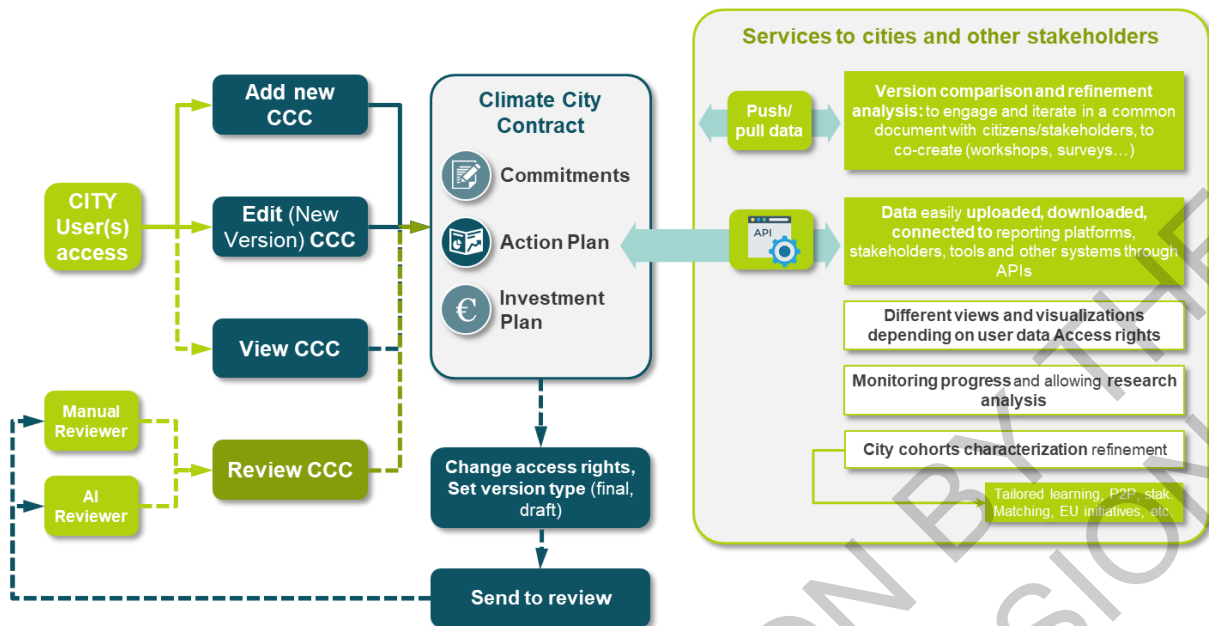 CITY
User(s)
access
Add new
CCC
Edit (New
Version) CCC
View CCC
Manual
Reviewer
AI
Reviewer
Review CCC
Climate City
Contract
Commitments
Action Plan
€
Investment
Plan
Change access rights,
Set version type (final,
draft)
Send to review
Services to cities and other stakeholders
Push/
pull data
API
Version comparison and refinement
analysis: to engage and iterate in a common
document with citizens/stakeholders, to
co-create (workshops, surveys…)
Data easily uploaded, downloaded,
connected to reporting platforms,
stakeholders, tools and other systems through
APIs
Different views and visualizations
depending on user data Access rights
Monitoring progress and allowing research
analysis
City cohorts characterization refinement
Tailored learning, P2P, stak.
Matching, EU initiatives, etc.
ON BY THE
SION